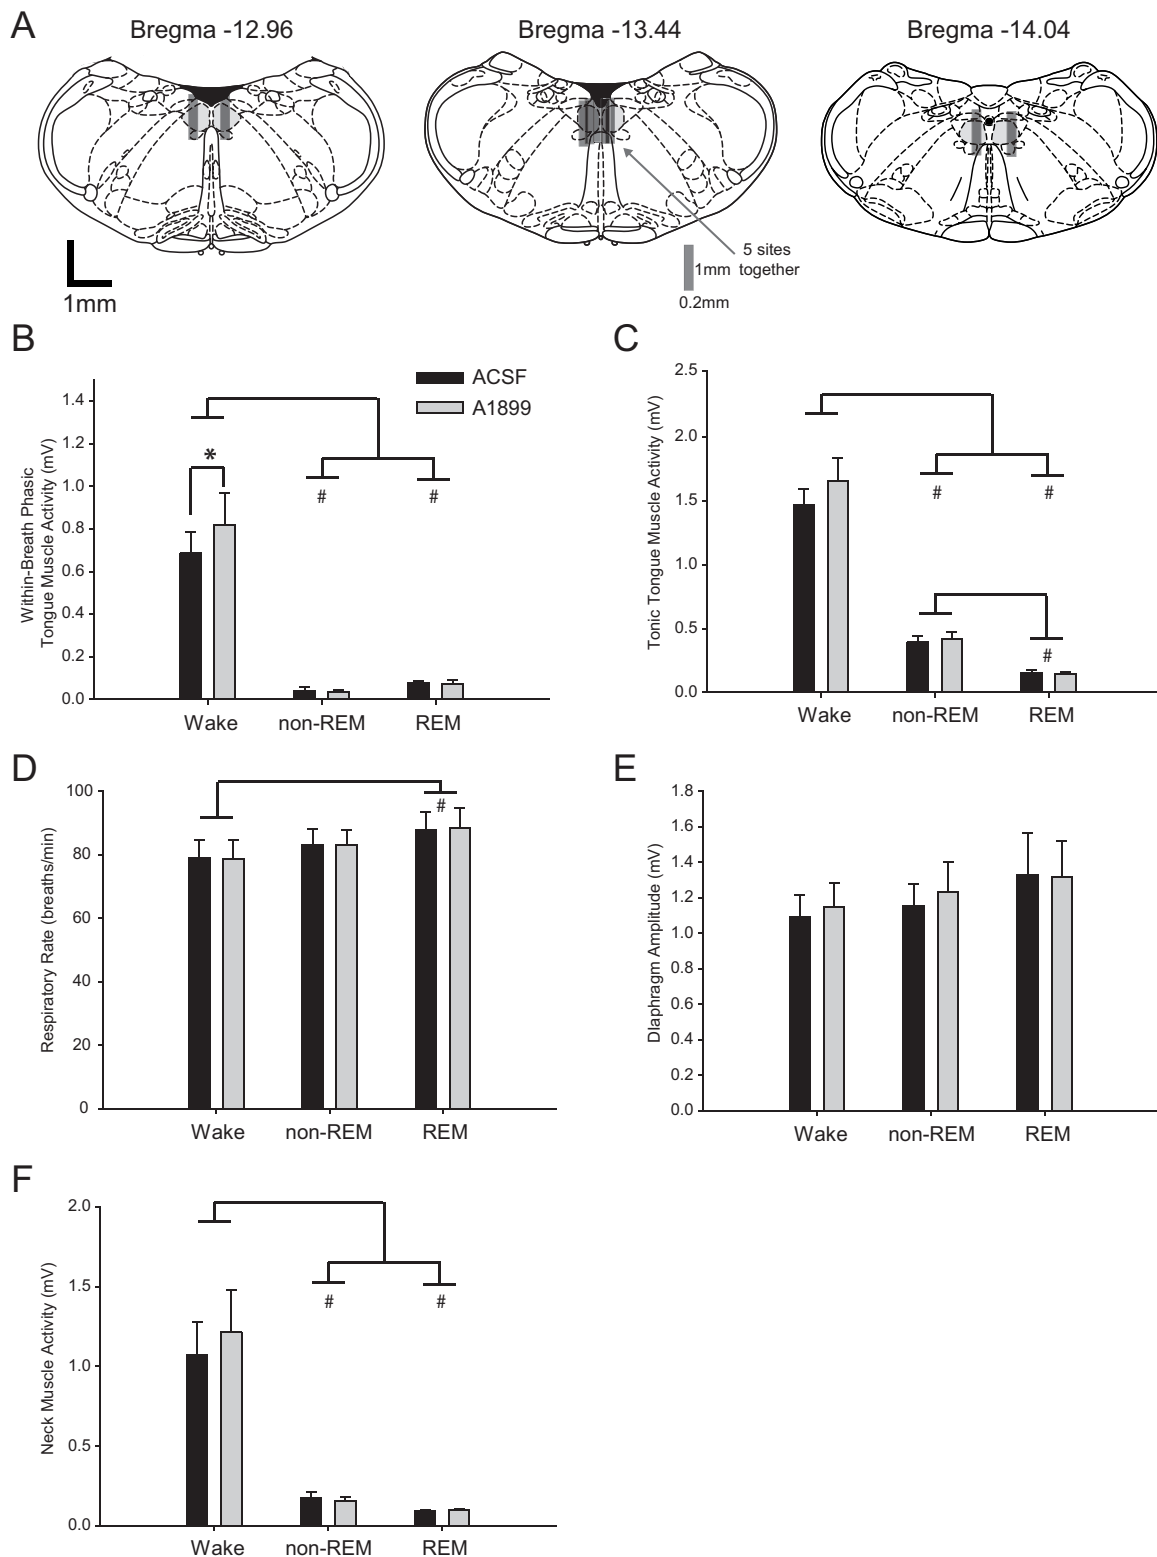 A
Bregma -12.96
Bregma -13.44
Bregma -14.04
1mm
5 sites
together
1mm
0.2mm
B
Within-Breath Phasic
Tongue Muscle Activity (mV)
1.4
1.2
1.0
0.8
0.6
0.4
0.2
0.0
ACSF
A1899
*
#
#
Wake
non-REM
REM
C
Tonic Tongue Muscle Activity (mV)
2.5
2.0
1.5
1.0
0.5
0.0
#
#
#
Wake
non-REM
REM
D
Respiratory Rate (breaths/min)
100
80
60
40
20
0
#
Wake
non-REM
REM
E
DIaphragm Amplitude (mV)
1.8
1.6
1.4
1.2
1.0
0.8
0.6
0.4
0.2
0.0
Wake
non-REM
REM
F
Neck Muscle Activity (mV)
2.0
1.5
1.0
0.5
0.0
#
#
Wake
non-REM
REM